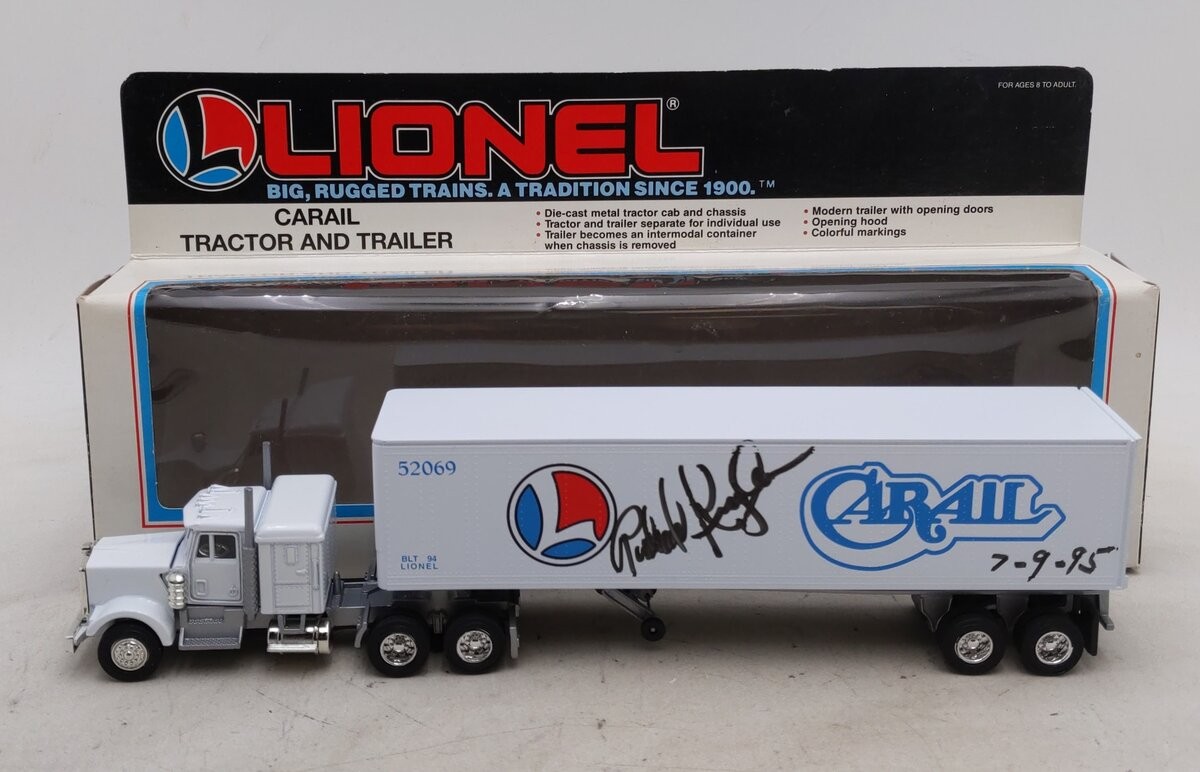 FOR AGES 8 TO ADULT.
LIONEL®
BIG, RUGGED TRAINS. A TRADITION SINCE 1900.™
CARAIL
TRACTOR AND TRAILER
• Die-cast metal tractor cab and chassis
• Tractor and trailer separate for individual use
• Trailer becomes an intermodal container
when chassis is removed
• Modern trailer with opening doors
• Opening hood
• Colorful markings
52069
L
CARAIL
BLT 94
LIONEL
7-9-95